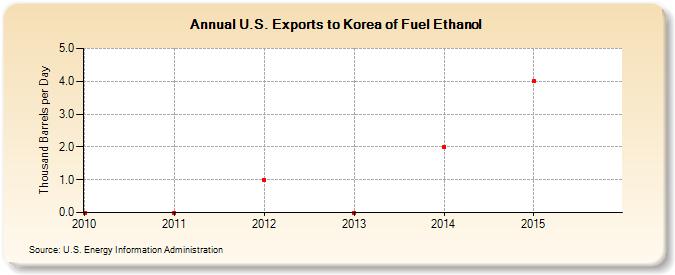 Annual U.S. Exports to Korea of Fuel Ethanol
Thousand Barrels per Day
5.0
4.0
3.0
2.0
1.0
0.0
2010 2011 2012 2013 2014 2015
Source: U.S. Energy Information Administration